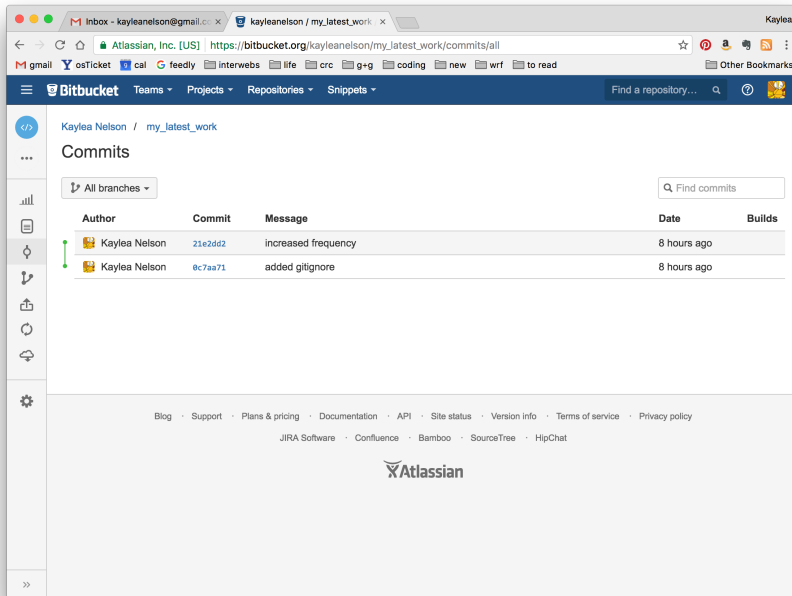 Inbox - kayleanelson@gmail.co
kayleanelson / my_latest_work
Kaylea
Atlassian, Inc. [US] https://bitbucket.org/kayleanelson/my_latest_work/commits/all
gmail osTicket cal feedly interwebs life crc g+g coding new wrf to read Other Bookmarks
Bitbucket Teams Projects Repositories Snippets Find a repository...
Kaylea Nelson / my_latest_work
Commits
All branches Find commits
Author Commit Message Date Builds
Kaylea Nelson 21e2dd2 increased frequency 8 hours ago
Kaylea Nelson 0c7aa71 added gitignore 8 hours ago
Blog · Support · Plans & pricing · Documentation · API · Site status · Version info · Terms of service · Privacy policy
JIRA Software · Confluence · Bamboo · SourceTree · HipChat
Atlassian